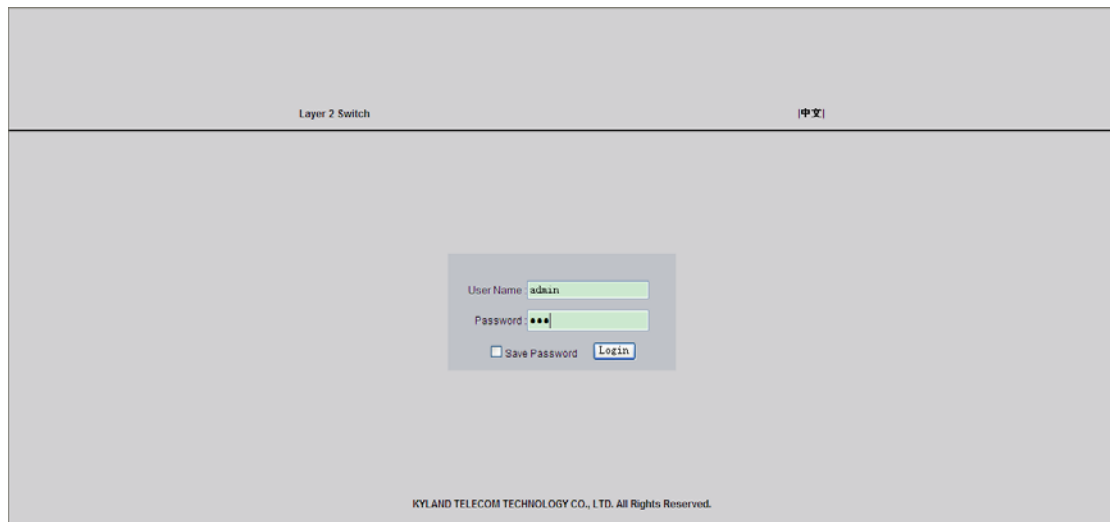 Layer 2 Switch |中文|
User Name : admin
Password : •••
Save Password Login
KYLAND TELECOM TECHNOLOGY CO., LTD. All Rights Reserved.